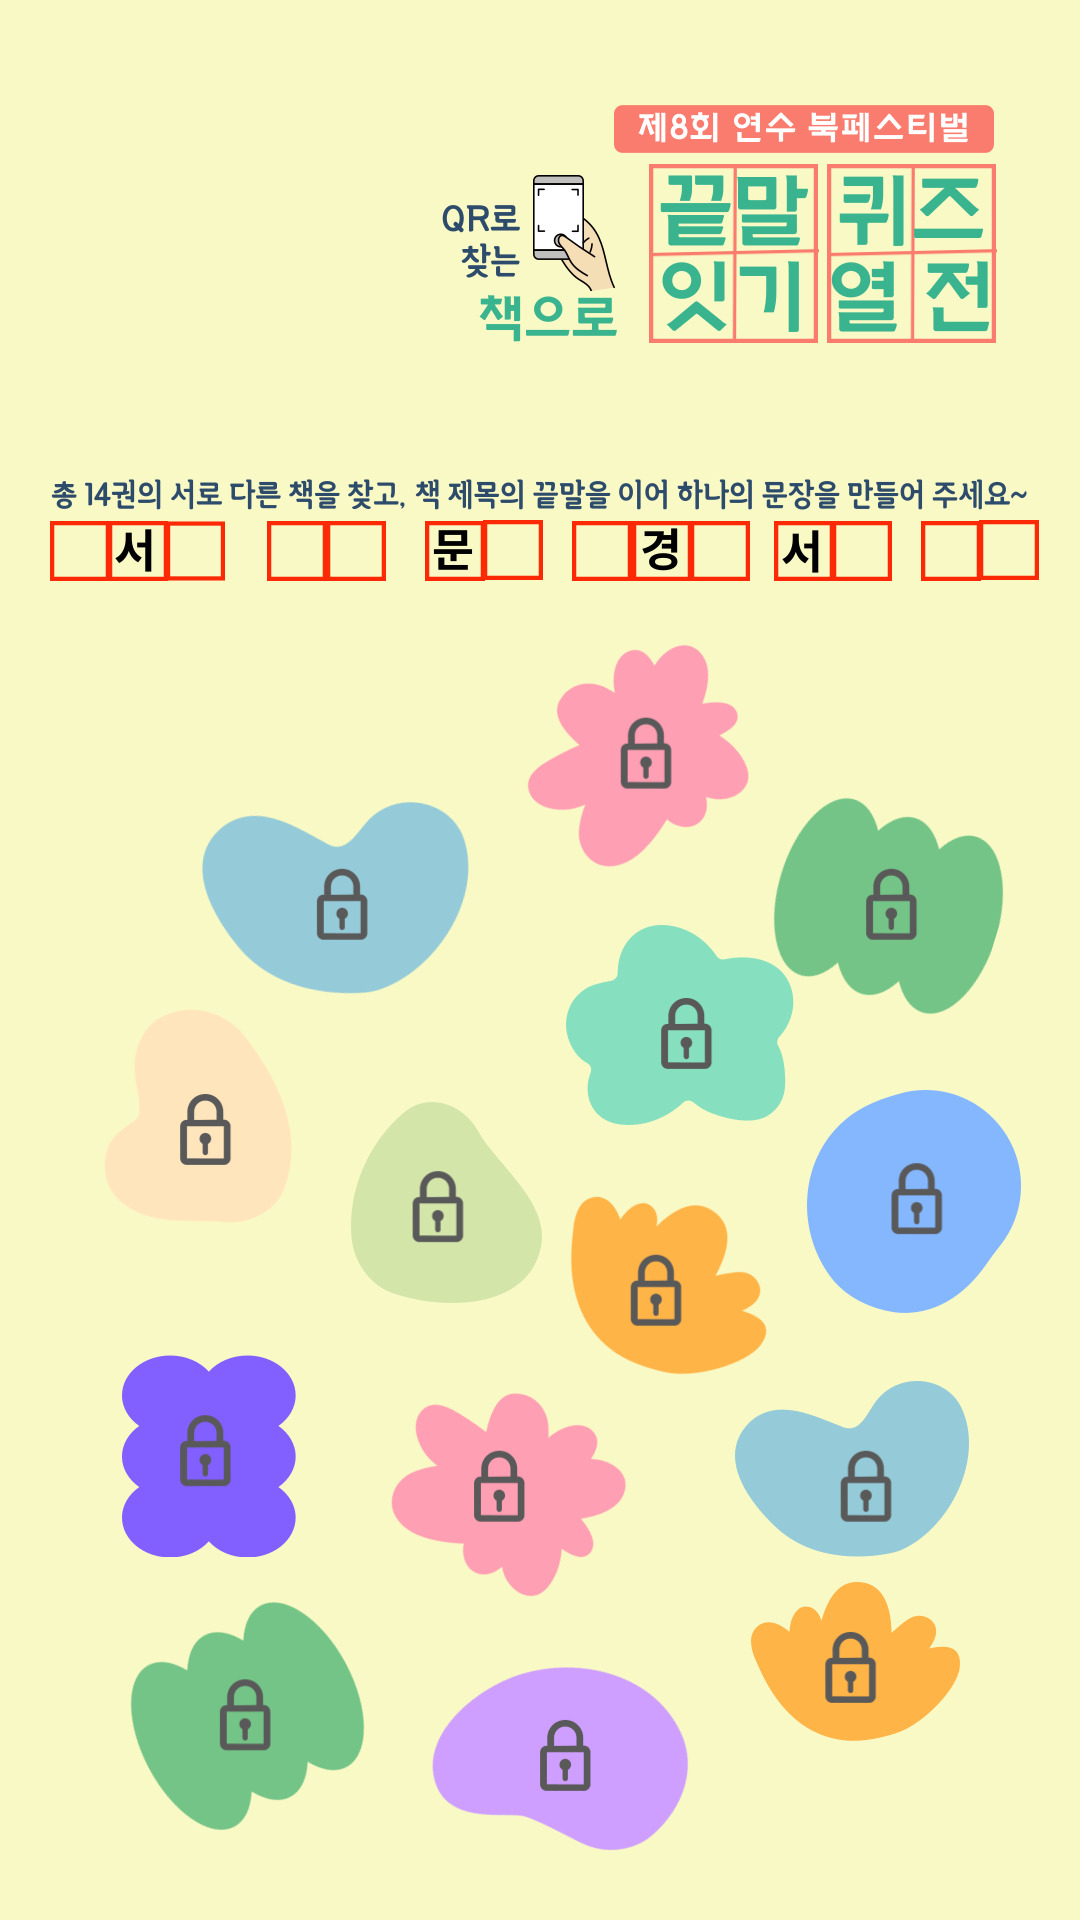 제8회 연수 북페스티벌
QR로
찾는
책으로
끝말 퀴즈
잇기 열전
총 14권의 서로 다른 책을 찾고, 책 제목의 끝말을 이어 하나의 문장을 만들어 주세요~
서 문 경 서